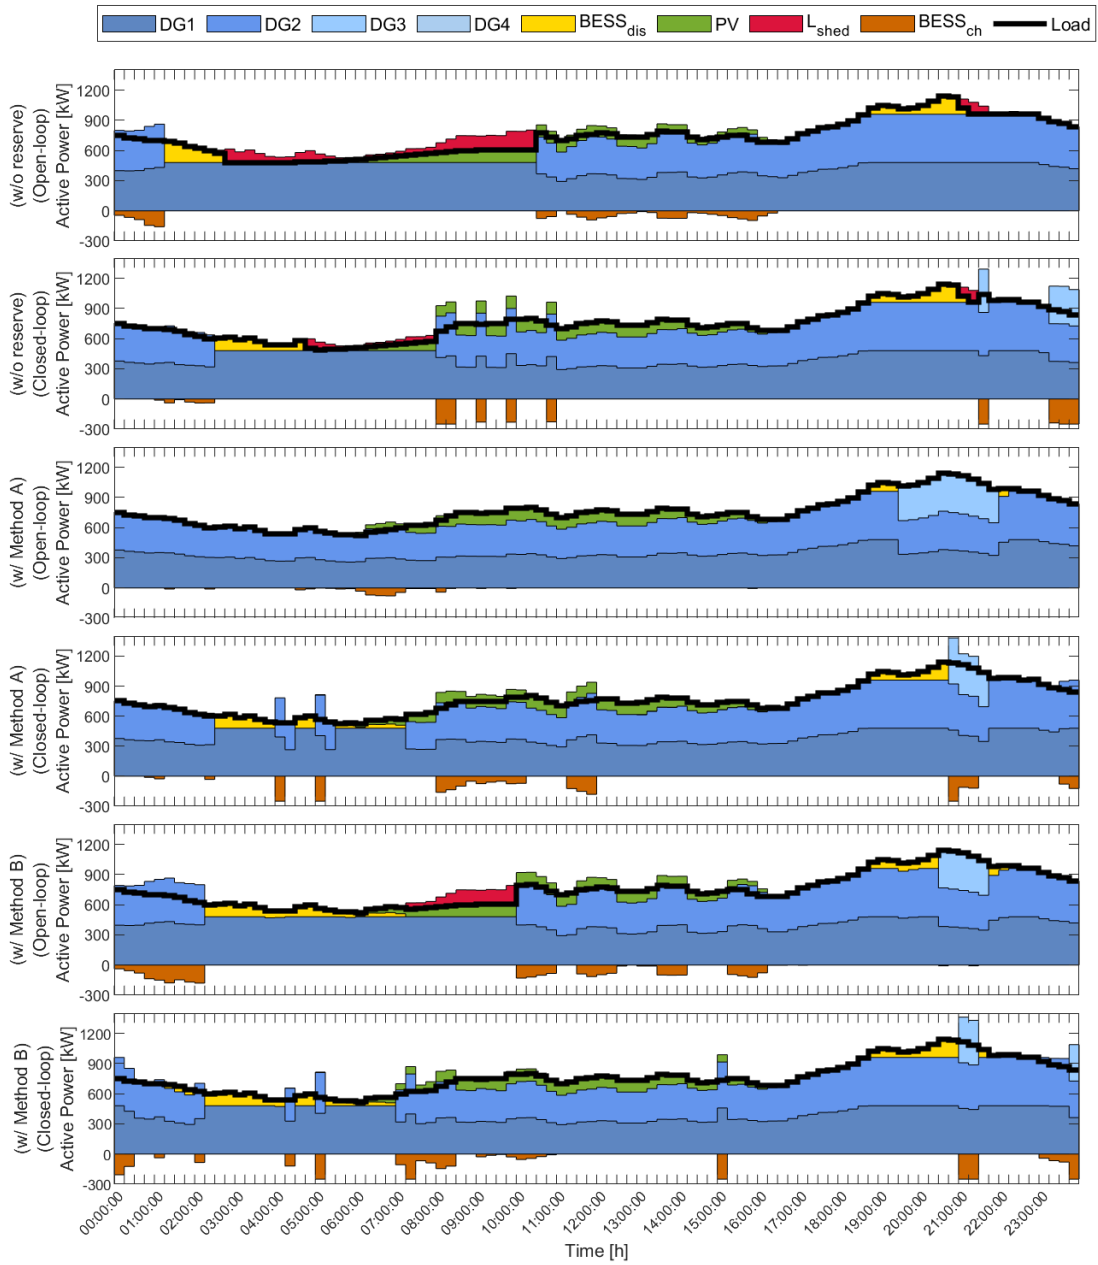 DG1 DG2 DG3 DG4 BESS_dis PV L_shed BESS_ch Load
(w/o reserve)
(Open-loop)
Active Power [kW]
1200
900
600
300
0
-300
(w/o reserve)
(Closed-loop)
Active Power [kW]
1200
900
600
300
0
-300
(w/ Method A)
(Open-loop)
Active Power [kW]
1200
900
600
300
0
-300
(w/ Method A)
(Closed-loop)
Active Power [kW]
1200
900
600
300
0
-300
(w/ Method B)
(Open-loop)
Active Power [kW]
1200
900
600
300
0
-300
(w/ Method B)
(Closed-loop)
Active Power [kW]
1200
900
600
300
0
-300
00:00:00 01:00:00 02:00:00 03:00:00 04:00:00 05:00:00 06:00:00 07:00:00 08:00:00 09:00:00 10:00:00 11:00:00 12:00:00 13:00:00 14:00:00 15:00:00 16:00:00 17:00:00 18:00:00 19:00:00 20:00:00 21:00:00 22:00:00 23:00:00
Time [h]